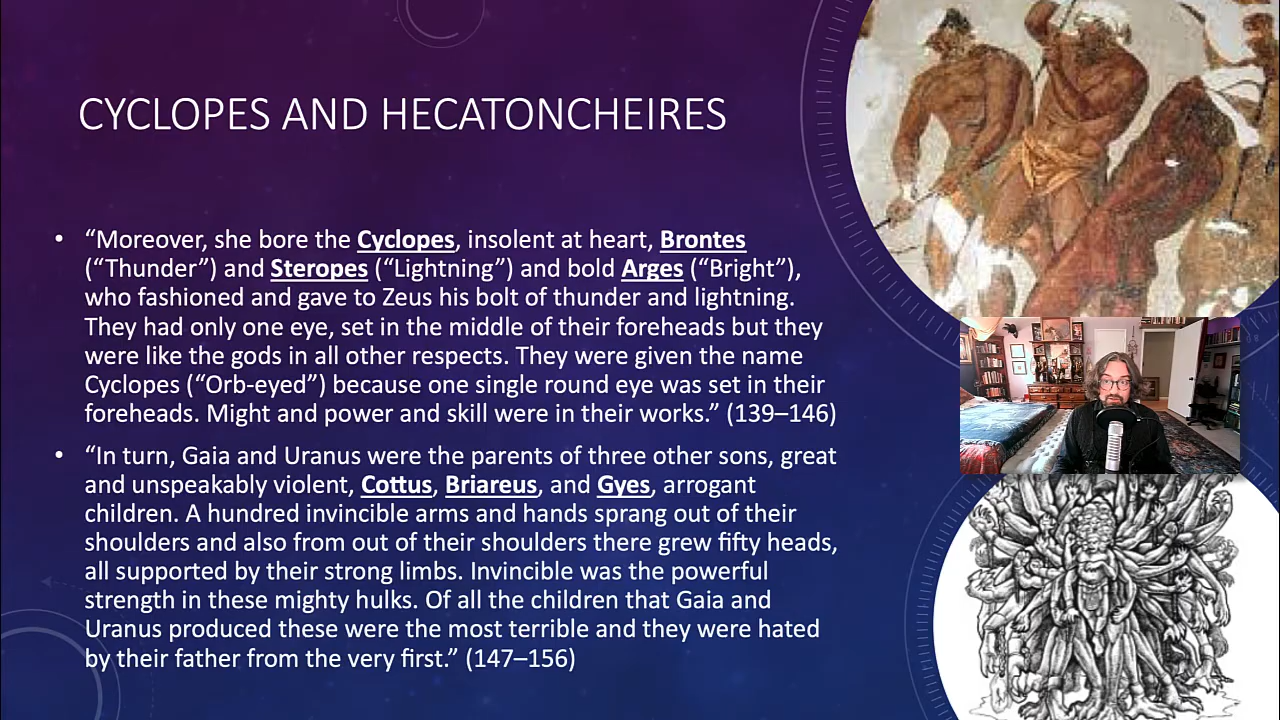 CYCLOPES AND HECATONCHEIRES
• “Moreover, she bore the Cyclopes, insolent at heart, Brontes
(“Thunder”) and Steropes (“Lightning”) and bold Arges (“Bright”),
who fashioned and gave to Zeus his bolt of thunder and lightning.
They had only one eye, set in the middle of their foreheads but they
were like the gods in all other respects. They were given the name
Cyclopes (“Orb-eyed”) because one single round eye was set in their
foreheads. Might and power and skill were in their works.” (139–146)
• “In turn, Gaia and Uranus were the parents of three other sons, great
and unspeakably violent, Cottus, Briareus, and Gyes, arrogant
children. A hundred invincible arms and hands sprang out of their
shoulders and also from out of their shoulders there grew fifty heads,
all supported by their strong limbs. Invincible was the powerful
strength in these mighty hulks. Of all the children that Gaia and
Uranus produced these were the most terrible and they were hated
by their father from the very first.” (147–156)